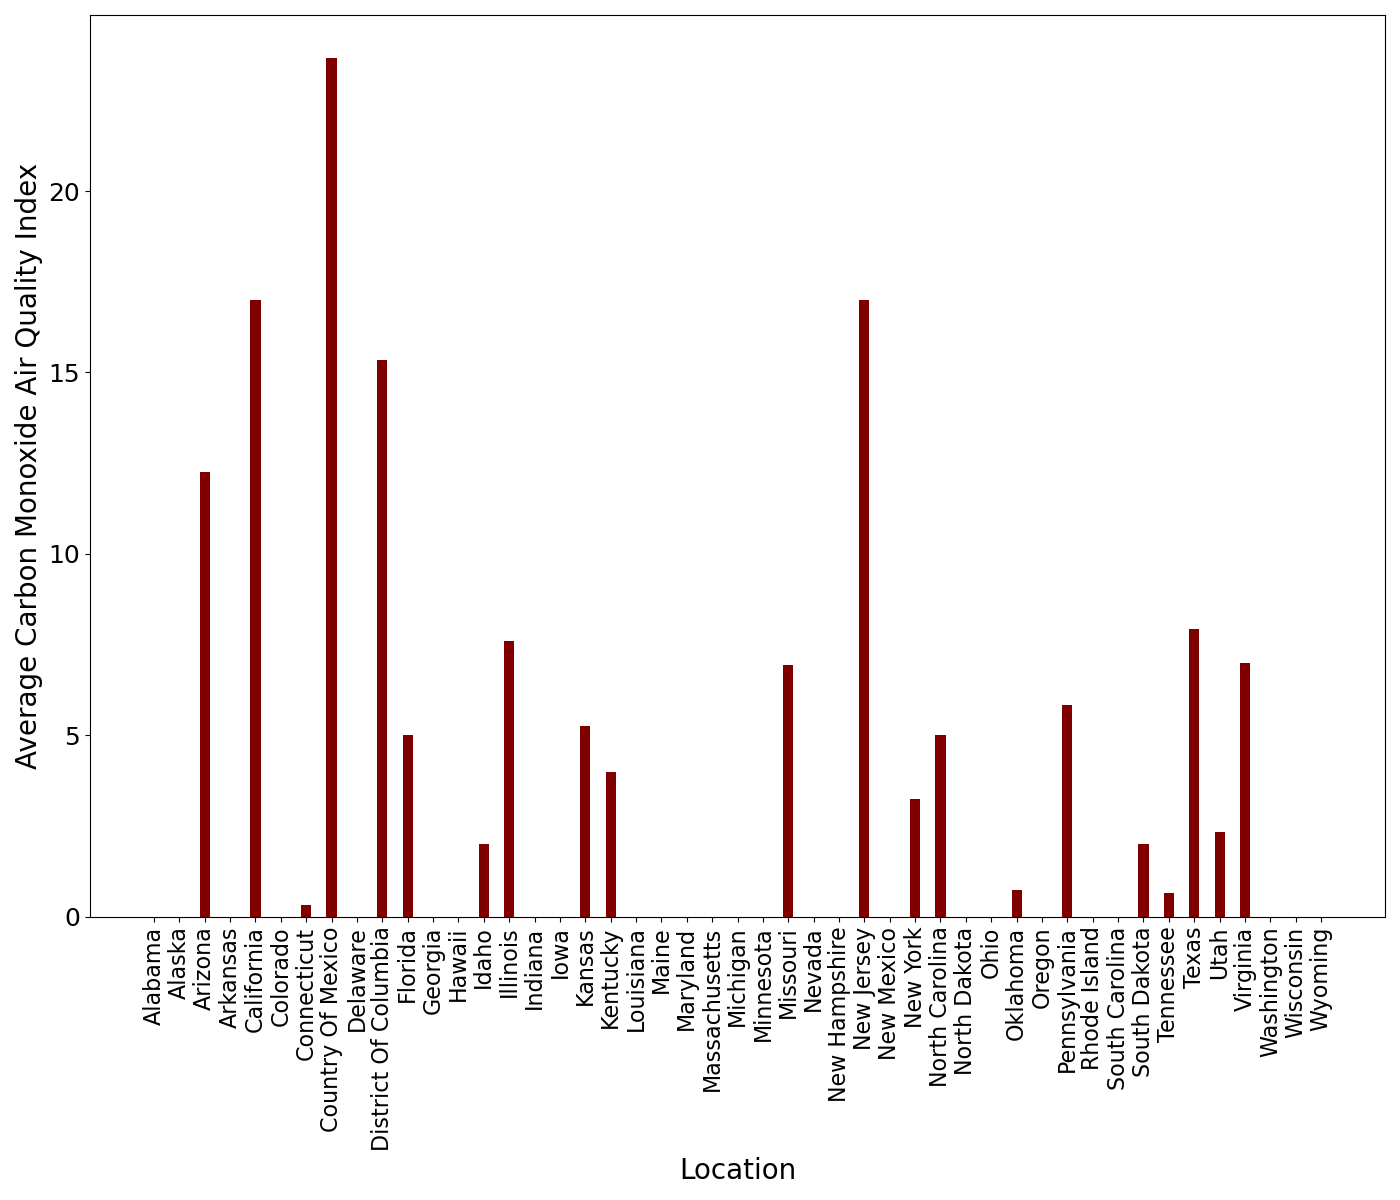 Average Carbon Monoxide Air Quality Index
20
15
10
5
0
Alabama
Alaska
Arizona
Arkansas
California
Colorado
Connecticut
Country Of Mexico
Delaware
District Of Columbia
Florida
Georgia
Hawaii
Idaho
Illinois
Indiana
Iowa
Kansas
Kentucky
Louisiana
Maine
Maryland
Massachusetts
Michigan
Minnesota
Missouri
Nevada
New Hampshire
New Jersey
New Mexico
New York
North Carolina
North Dakota
Ohio
Oklahoma
Oregon
Pennsylvania
Rhode Island
South Carolina
South Dakota
Tennessee
Texas
Utah
Virginia
Washington
Wisconsin
Wyoming
Location